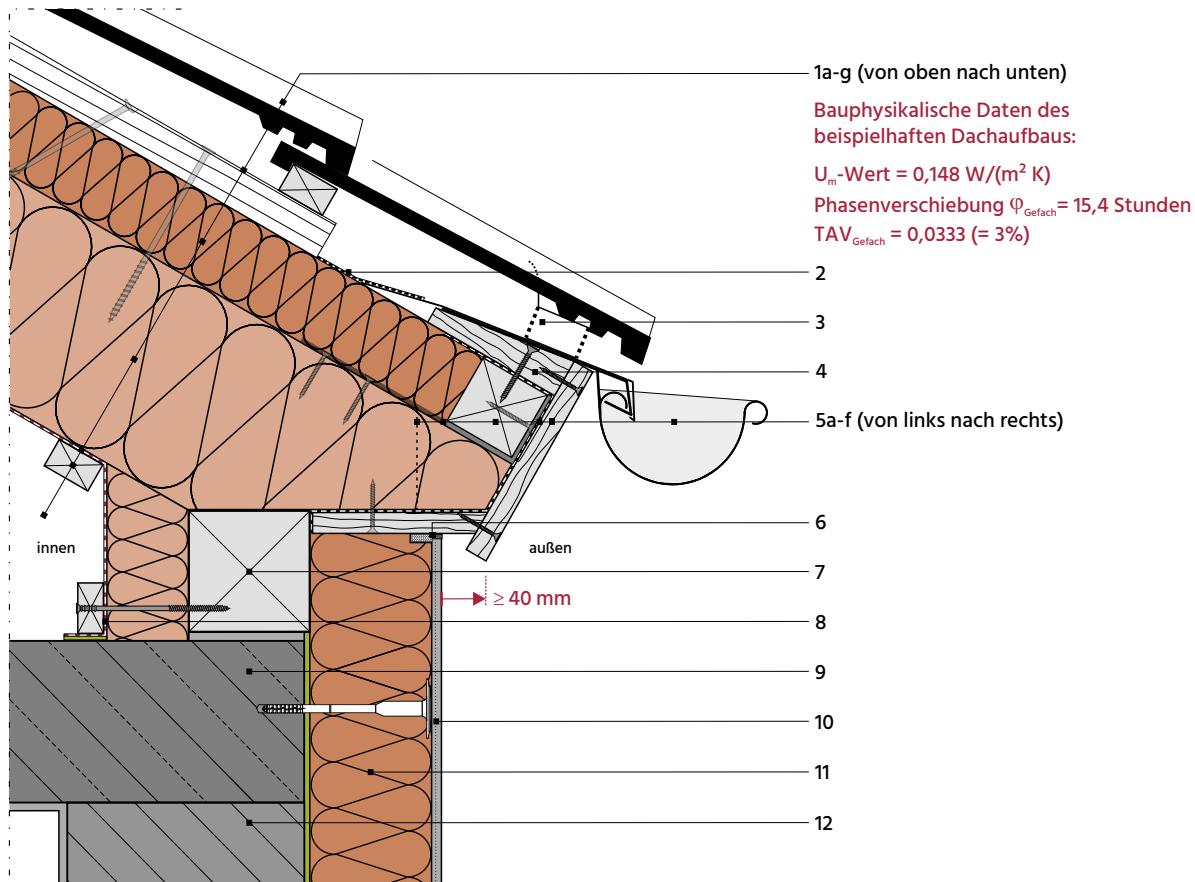 1a-g (von oben nach unten)
Bauphysikalische Daten des
beispielhaften Dachaufbaus:
Uₘ-Wert = 0,148 W/(m² K)
Phasenverschiebung φGefach= 15,4 Stunden
TAVGefach = 0,0333 (= 3%)
2
3
4
5a-f (von links nach rechts)
6
innen
außen
7
≥ 40 mm
8
9
10
11
12